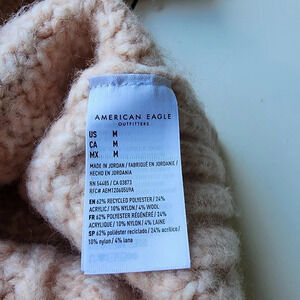 AMERICAN EAGLE
OUTFITTERS
US M
CA M
MX M
MADE IN JORDAN / FABRIQUÉ EN JORDANIE /
HECHO EN JORDANIA
RN 54485 / CA 03873
RFC# AEM120605UYA
EN 62% RECYCLED POLYESTER / 24%
ACRYLIC / 10% NYLON / 4% WOOL
FR 62% POLYESTER RÉGÉNÉRÉ / 24%
ACRYLIQUE / 10% NYLON / 4% LAINE
SP 62% poliéster reciclado / 24% acrílico /
10% nylon / 4% lana